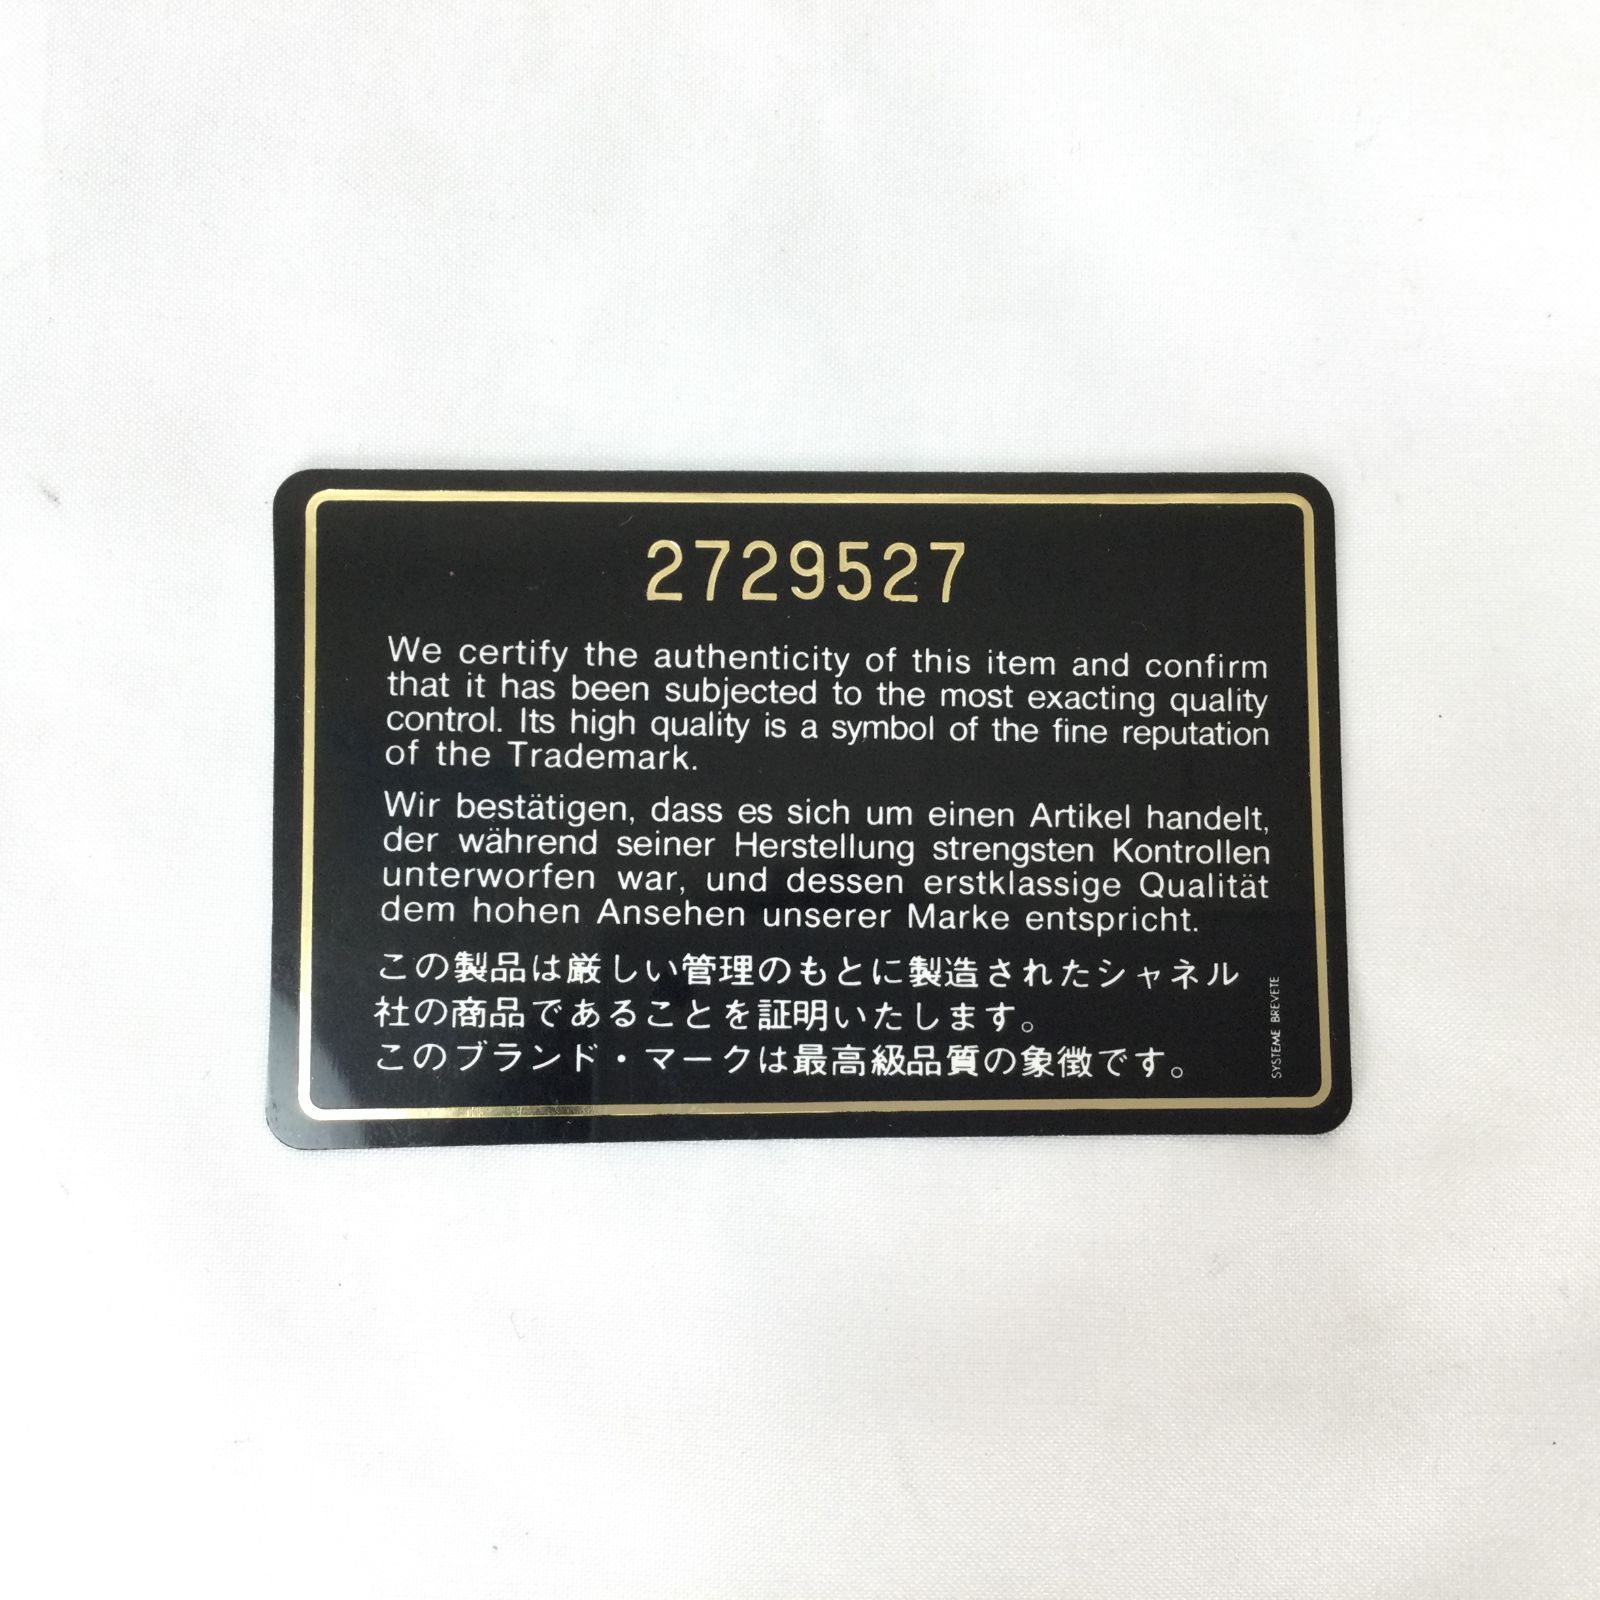 2729527
We certify the authenticity of this item and confirm
that it has been subjected to the most exacting quality
control. Its high quality is a symbol of the fine reputation
of the Trademark.
Wir bestätigen, dass es sich um einen Artikel handelt,
der während seiner Herstellung strengsten Kontrollen
unterworfen war, und dessen erstklassige Qualität
dem hohen Ansehen unserer Marke entspricht.
この製品は厳しい管理のもとに製造されたシャネル
社の商品であることを証明いたします。
このブランド・マークは最高級品質の象徴です。
SYSTEME BREVETE